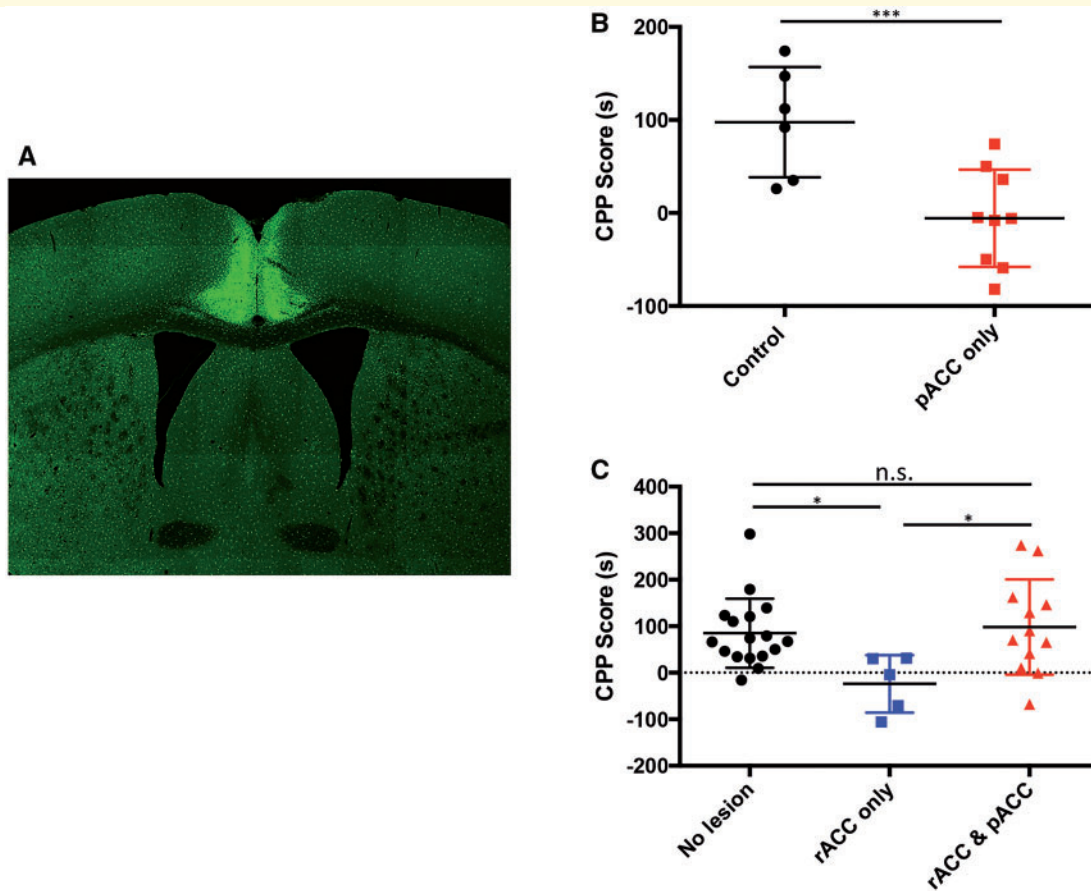 A
B
***
200
100
0
-100
CPP Score (s)
Control
pACC only
C
n.s.
*
*
400
300
200
100
0
-100
-200
CPP Score (s)
No lesion
rACC only
rACC & pACC